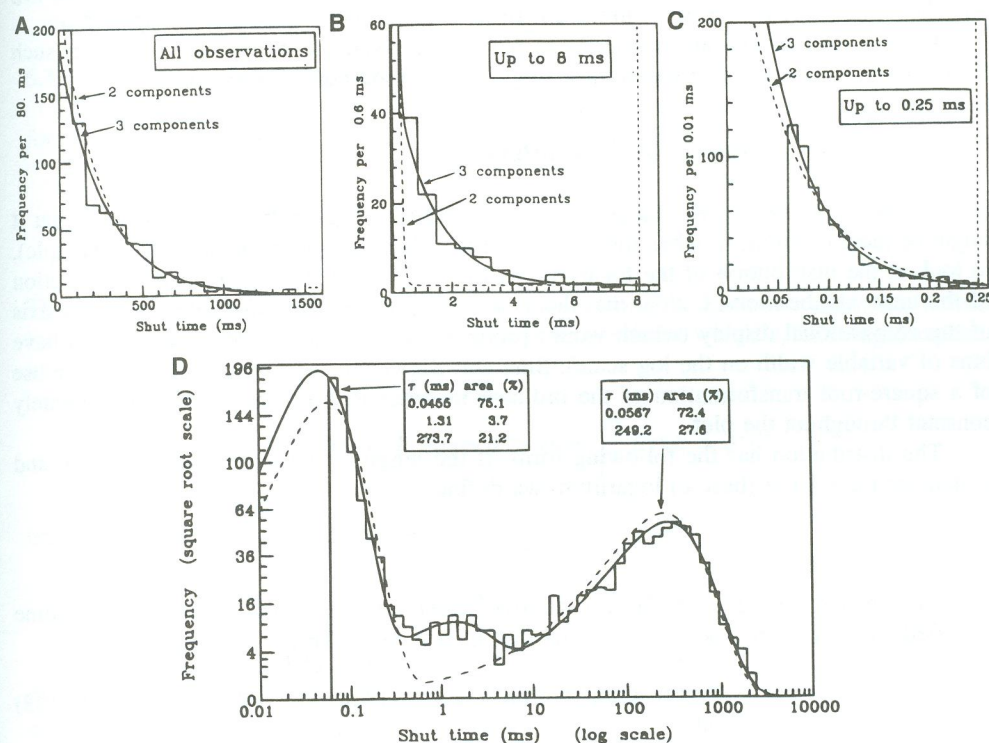 A
All observations
2 components
3 components
Frequency per 80. ms
200
150
100
50
0
0
500
1000
1500
Shut time (ms)
B
Up to 8 ms
3 components
2 components
Frequency per 0.6 ms
60
40
20
0
2
4
6
8
Shut time (ms)
C
3 components
2 components
Up to 0.25 ms
Frequency per 0.01 ms
200
100
0
0
0.05
0.1
0.15
0.2
0.25
Shut time (ms)
D
τ (ms) area (%)
0.0456 75.1
1.31 3.7
273.7 21.2
τ (ms) area (%)
0.0567 72.4
249.2 27.6
Frequency (square root scale)
196
144
100
64
36
16
4
0
0.01
0.1
1
10
100
1000
10000
Shut time (ms) (log scale)